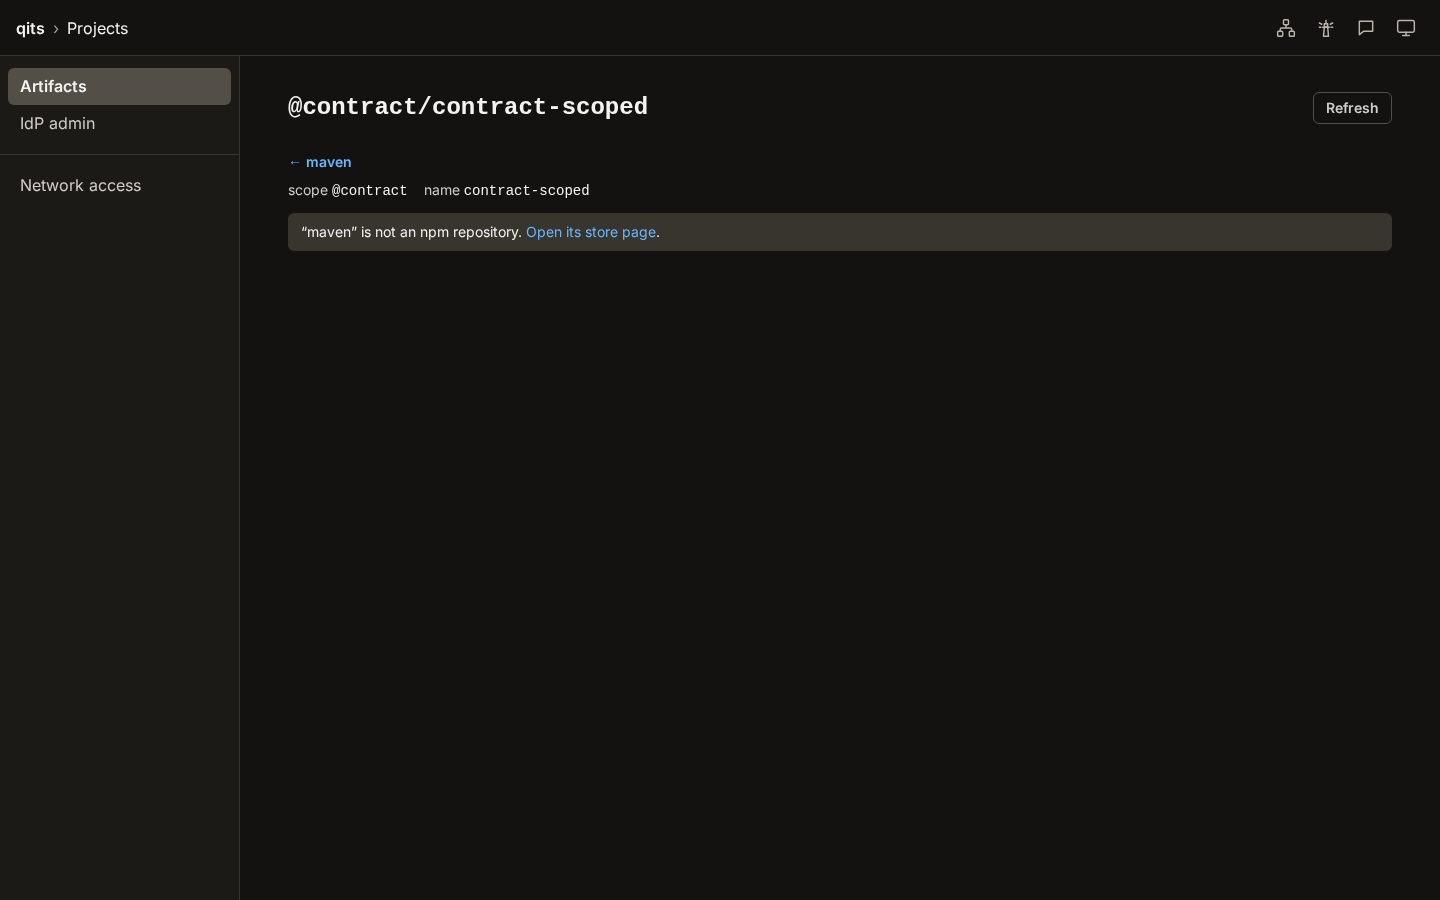 qits › Projects
Artifacts
IdP admin
Network access
@contract/contract-scoped
Refresh
← maven
scope @contract name contract-scoped
“maven” is not an npm repository. Open its store page.